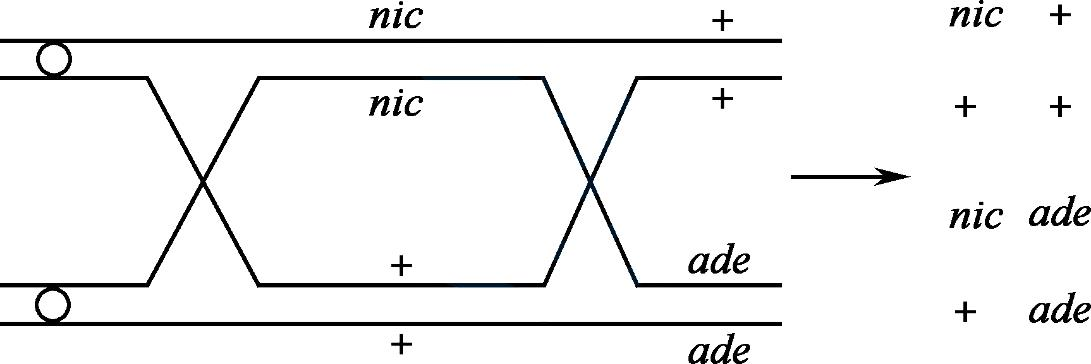 nic + nic +
nic + + +
+ ade nic ade
+ ade + ade